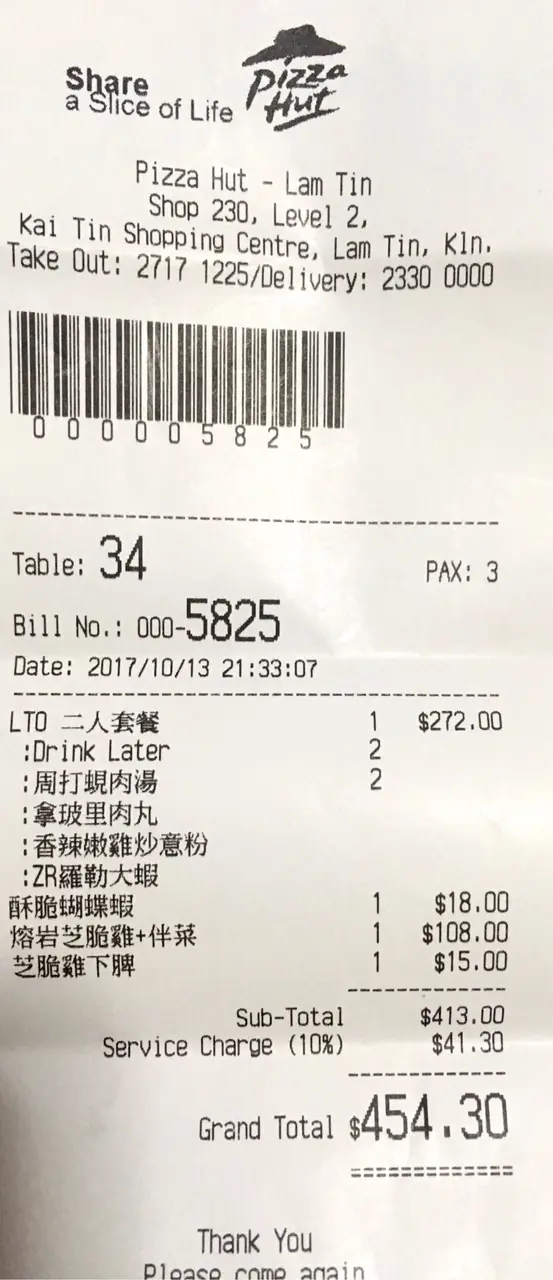 Share
a Slice of Life
Pizza
Hut
Pizza Hut - Lam Tin
Shop 230, Level 2,
Kai Tin Shopping Centre, Lam Tin, Kln.
Take Out: 2717 1225/Delivery: 2330 0000
000005825
Table: 34 PAX: 3
Bill No.: 000-5825
Date: 2017/10/13 21:33:07
LTO 二人套餐 1 $272.00
:Drink Later 2
:周打蜆肉湯 2
:拿玻里肉丸
:香辣嫩雞炒意粉
:ZR羅勒大蝦
酥脆蝴蝶蝦 1 $18.00
熔岩芝脆雞+伴菜 1 $108.00
芝脆雞下髀 1 $15.00
Sub-Total $413.00
Service Charge (10%) $41.30
Grand Total $454.30
Thank You
Please come again